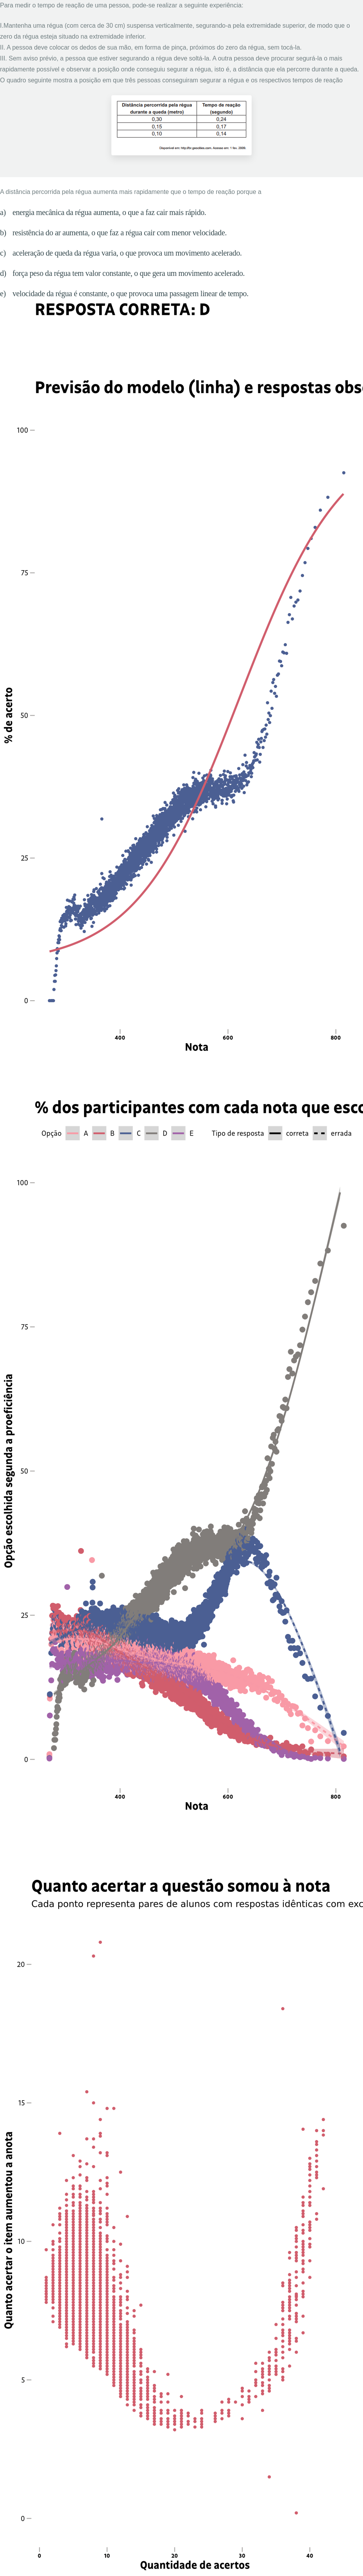 Para medir o tempo de reação de uma pessoa, pode-se realizar a seguinte experiência:
I.Mantenha uma régua (com cerca de 30 cm) suspensa verticalmente, segurando-a pela extremidade superior, de modo que o
zero da régua esteja situado na extremidade inferior.
II. A pessoa deve colocar os dedos de sua mão, em forma de pinça, próximos do zero da régua, sem tocá-la.
III. Sem aviso prévio, a pessoa que estiver segurando a régua deve soltá-la. A outra pessoa deve procurar segurá-la o mais
rapidamente possível e observar a posição onde conseguiu segurar a régua, isto é, a distância que ela percorre durante a queda.
O quadro seguinte mostra a posição em que três pessoas conseguiram segurar a régua e os respectivos tempos de reação
Distância percorrida pela régua durante a queda (metro) Tempo de reação (segundo)
0,30 0,24
0,15 0,17
0,10 0,14
A distância percorrida pela régua aumenta mais rapidamente que o tempo de reação porque a
a) energia mecânica da régua aumenta, o que a faz cair mais rápido.
b) resistência do ar aumenta, o que faz a régua cair com menor velocidade.
c) aceleração de queda da régua varia, o que provoca um movimento acelerado.
d) força peso da régua tem valor constante, o que gera um movimento acelerado.
e) velocidade da régua é constante, o que provoca uma passagem linear de tempo.
RESPOSTA CORRETA: D
Previsão do modelo (linha) e respostas obs
100
75
50
25
0
% de acerto
400 600 800
Nota
% dos participantes com cada nota que esco
Opção A B C D E Tipo de resposta correta errada
100
75
50
25
0
Opção escolhida segunda a proeficiência
400 600 800
Nota
Quanto acertar a questão somou à nota
Cada ponto representa pares de alunos com respostas idênticas com exc
20
15
10
5
0
Quanto acertar o item aumentou a anota
0 10 20 30 40
Quantidade de acertos